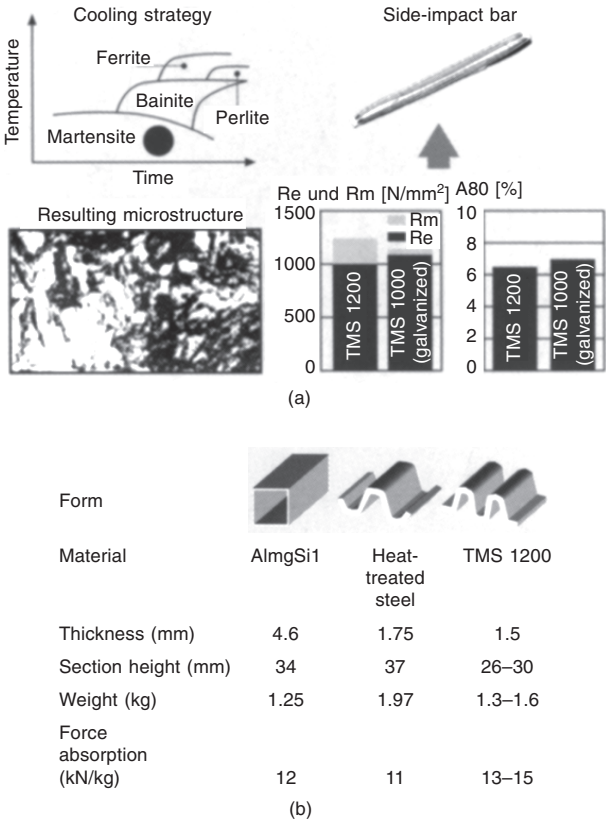 Cooling strategy
Side-impact bar
Temperature
Ferrite
Bainite
Perlite
Martensite
Time
Resulting microstructure
Re und Rm [N/mm²]
1500
1000
500
0
Rm
Re
TMS 1200
TMS 1000
(galvanized)
A80 [%]
10
8
6
4
2
0
TMS 1200
TMS 1000
(galvanized)
(a)
Form
Material AlmgSi1 Heat- TMS 1200
treated
steel
Thickness (mm) 4.6 1.75 1.5
Section height (mm) 34 37 26–30
Weight (kg) 1.25 1.97 1.3–1.6
Force
absorption
(kN/kg) 12 11 13–15
(b)